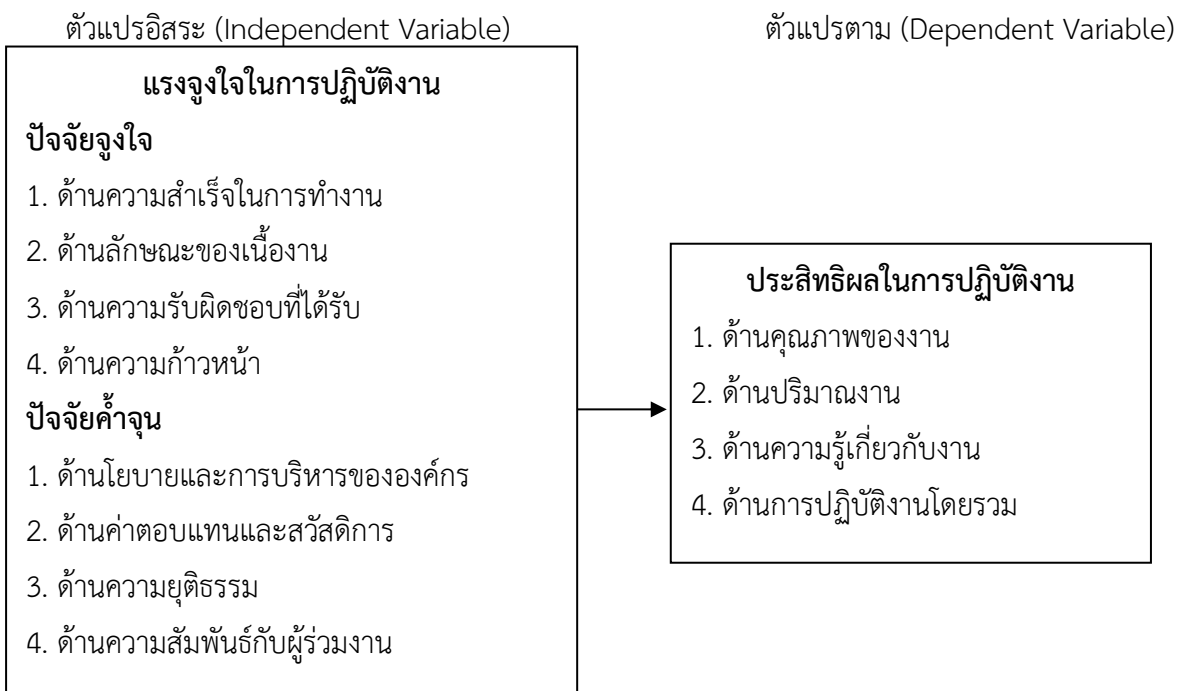 ตัวแปรอิสระ (Independent Variable)
ตัวแปรตาม (Dependent Variable)
แรงจูงใจในการปฏิบัติงาน
ปัจจัยจูงใจ
1. ด้านความสำเร็จในการทำงาน
2. ด้านลักษณะของเนื้องาน
3. ด้านความรับผิดชอบที่ได้รับ
4. ด้านความก้าวหน้า
ปัจจัยค้ำจุน
1. ด้านโยบายและการบริหารขององค์กร
2. ด้านค่าตอบแทนและสวัสดิการ
3. ด้านความยุติธรรม
4. ด้านความสัมพันธ์กับผู้ร่วมงาน
ประสิทธิผลในการปฏิบัติงาน
1. ด้านคุณภาพของงาน
2. ด้านปริมาณงาน
3. ด้านความรู้เกี่ยวกับงาน
4. ด้านการปฏิบัติงานโดยรวม